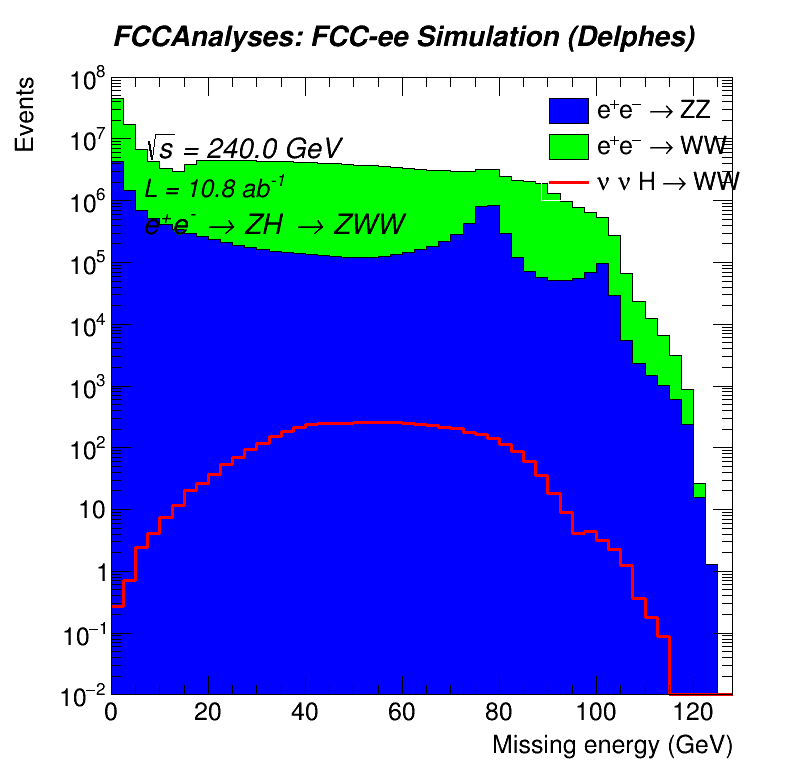 FCCAnalyses: FCC-ee Simulation (Delphes)
Events
10⁸
10⁷
10⁶
10⁵
10⁴
10³
10²
10
1
10⁻¹
10⁻²
√s = 240.0 GeV
L = 10.8 ab⁻¹
e⁺e⁻ → ZH → ZWW
e⁺e⁻ → ZZ
e⁺e⁻ → WW
ν ν H → WW
0 20 40 60 80 100 120
Missing energy (GeV)